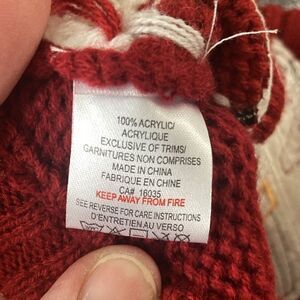 100% ACRYLIC/
ACRYLIQUE
EXCLUSIVE OF TRIMS/
GARNITURES NON COMPRISES
MADE IN CHINA
FABRIQUE EN CHINE
CA# 16035
KEEP AWAY FROM FIRE
SEE REVERSE FOR CARE INSTRUCTIONS
D'ENTRETIEN AU VERSO